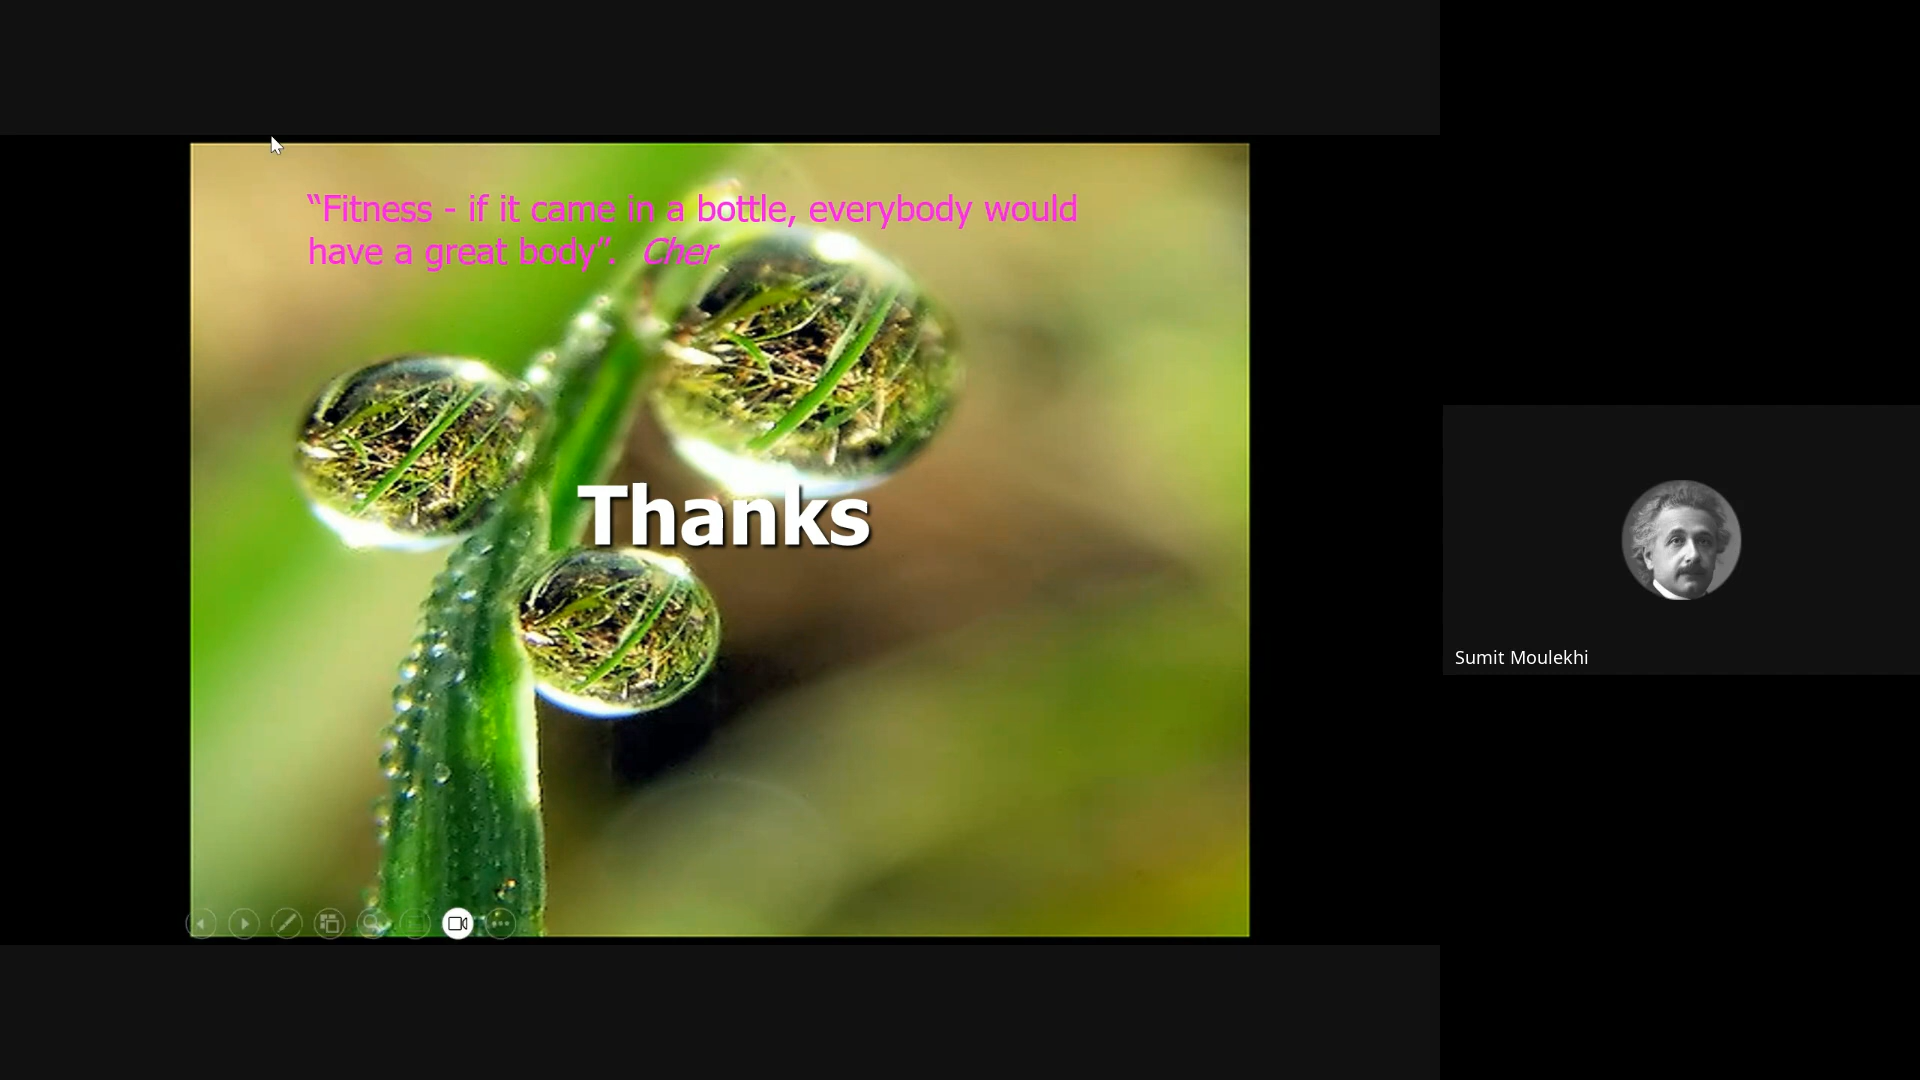 “Fitness - if it came in a bottle, everybody would
have a great body”. Cher
Thanks
Sumit Moulekhi